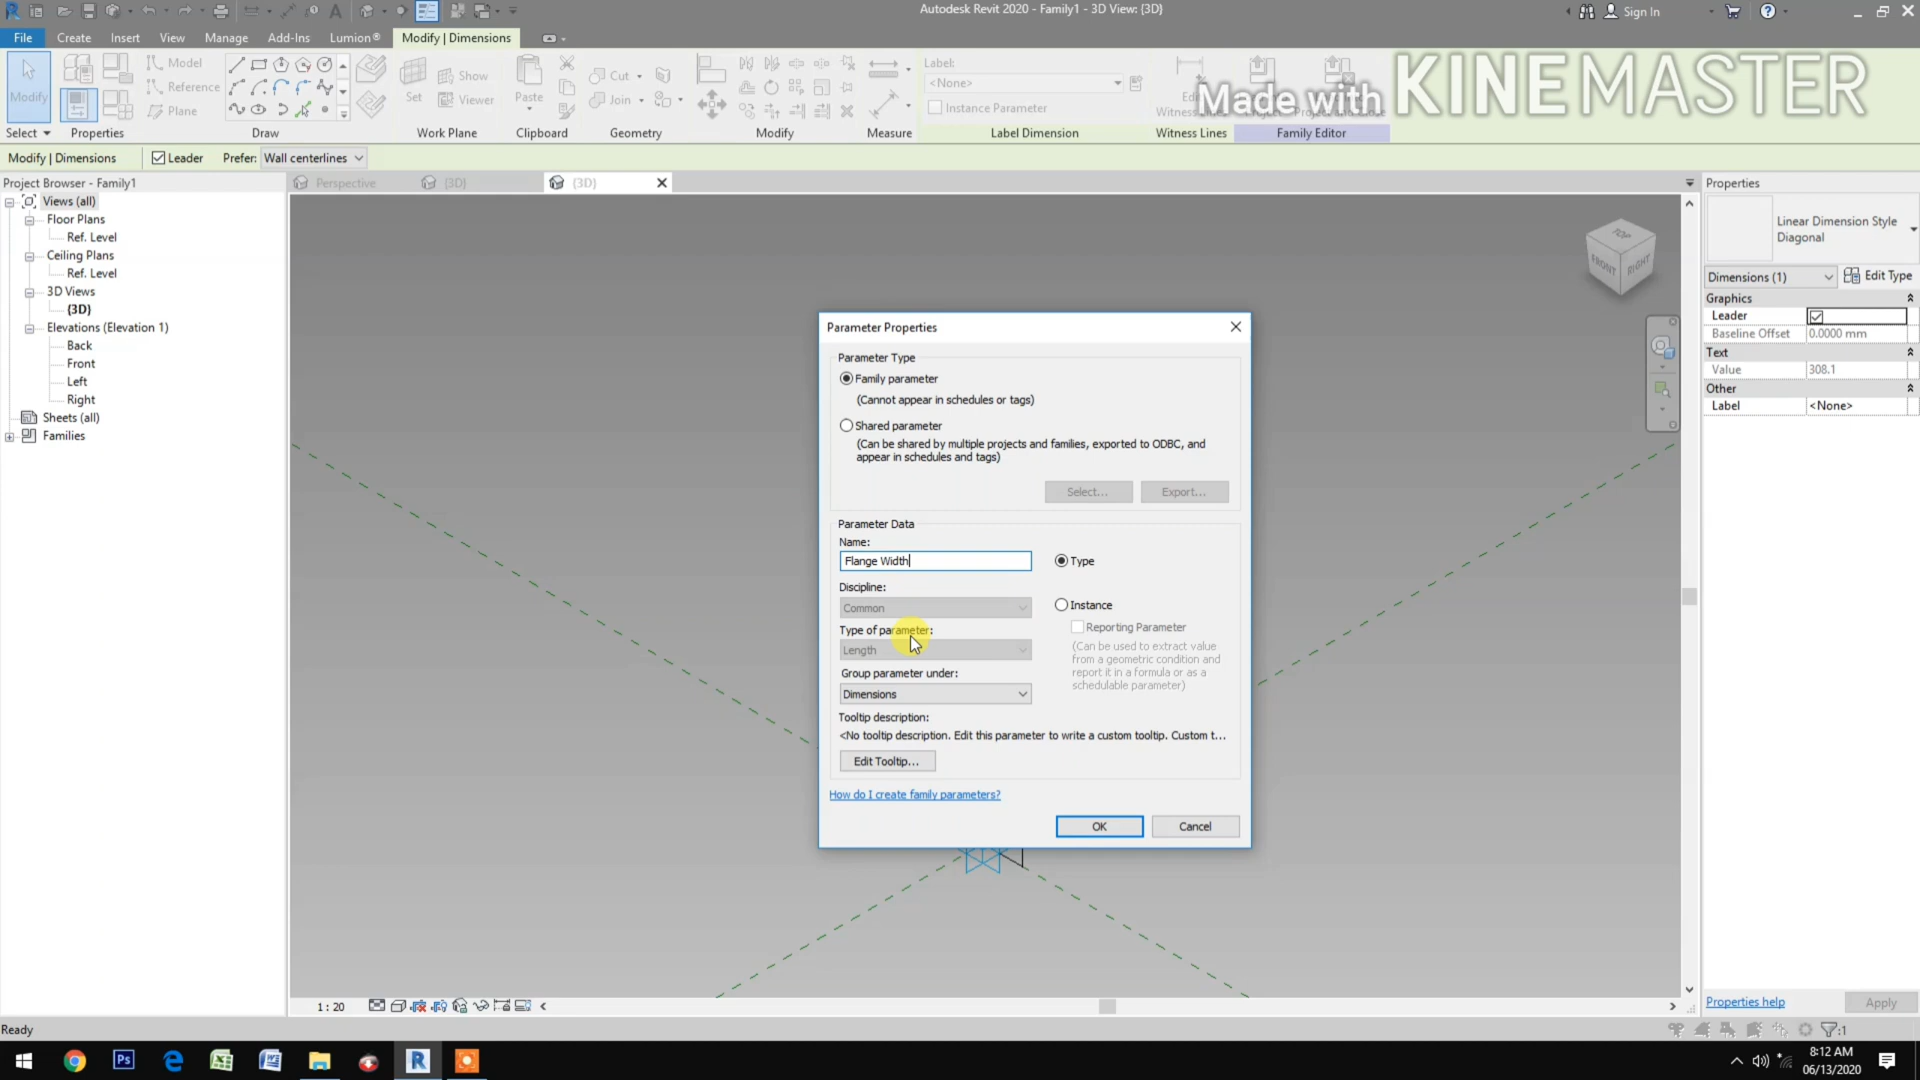 Autodesk Revit 2020 - Family1 - 3D View: {3D}
Sign In
File Create Insert View Manage Add-Ins Lumion® Modify | Dimensions
Modify
Model
Reference
Plane
Set
Show
Viewer
Paste
Cut
Join
Label:
<None>
Instance Parameter
Made with KINEMASTER
Select Properties Draw Work Plane Clipboard Geometry Modify Measure Label Dimension Witness Lines Family Editor
Modify | Dimensions Leader Prefer: Wall centerlines
Project Browser - Family1
Views (all)
Floor Plans
Ref. Level
Ceiling Plans
Ref. Level
3D Views
{3D}
Elevations (Elevation 1)
Back
Front
Left
Right
Sheets (all)
Families
Perspective {3D} {3D}
TOP
FRONT RIGHT
Parameter Properties
Parameter Type
Family parameter
(Cannot appear in schedules or tags)
Shared parameter
(Can be shared by multiple projects and families, exported to ODBC, and
appear in schedules and tags)
Select... Export...
Parameter Data
Name:
Flange Width
Type
Discipline:
Common
Instance
Type of parameter:
Length
Reporting Parameter
(Can be used to extract value
from a geometric condition and
report it in a formula or as a
schedulable parameter)
Group parameter under:
Dimensions
Tooltip description:
<No tooltip description. Edit this parameter to write a custom tooltip. Custom t...
Edit Tooltip...
How do I create family parameters?
OK Cancel
Properties
Linear Dimension Style
Diagonal
Dimensions (1) Edit Type
Graphics
Leader
Baseline Offset 0.0000 mm
Text
Value 308.1
Other
Label <None>
Properties help Apply
1 : 20
Ready
:1
8:12 AM
06/13/2020